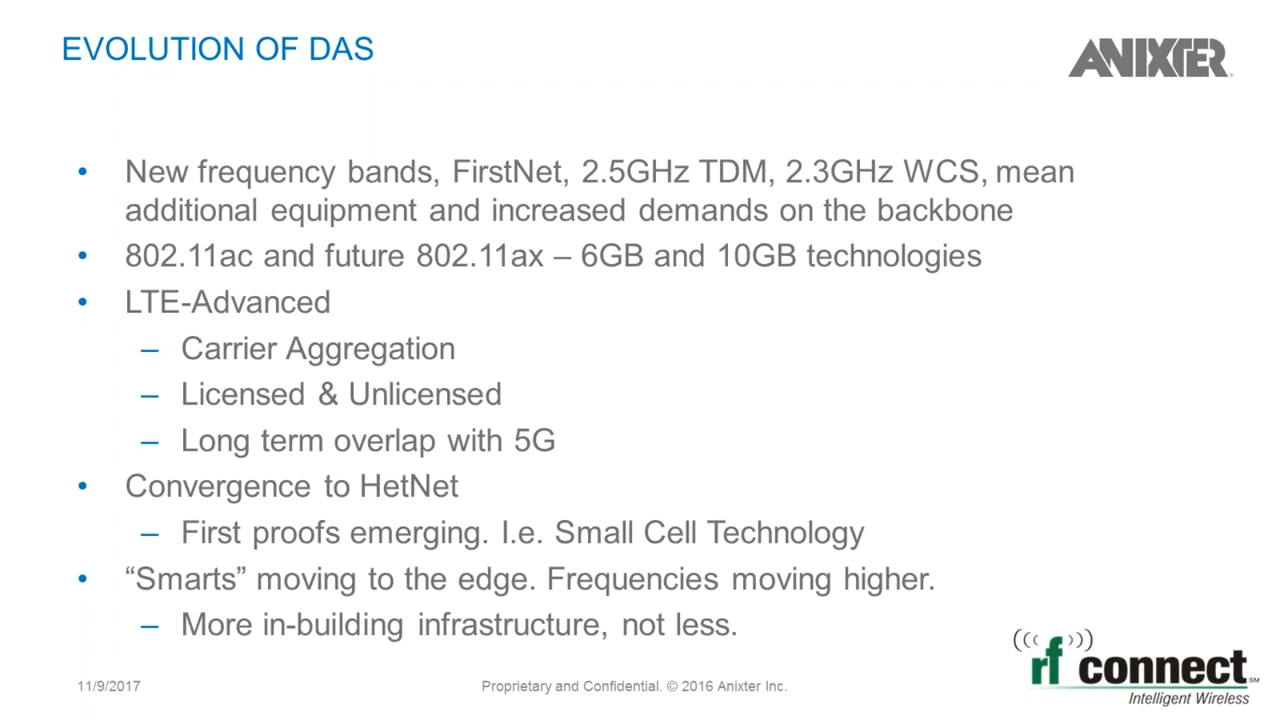 EVOLUTION OF DAS
ANIXTER
• New frequency bands, FirstNet, 2.5GHz TDM, 2.3GHz WCS, mean
additional equipment and increased demands on the backbone
• 802.11ac and future 802.11ax – 6GB and 10GB technologies
• LTE-Advanced
– Carrier Aggregation
– Licensed & Unlicensed
– Long term overlap with 5G
• Convergence to HetNet
– First proofs emerging. I.e. Small Cell Technology
• “Smarts” moving to the edge. Frequencies moving higher.
– More in-building infrastructure, not less.
((( rf ))) connect SM
Intelligent Wireless
11/9/2017
Proprietary and Confidential. © 2016 Anixter Inc.